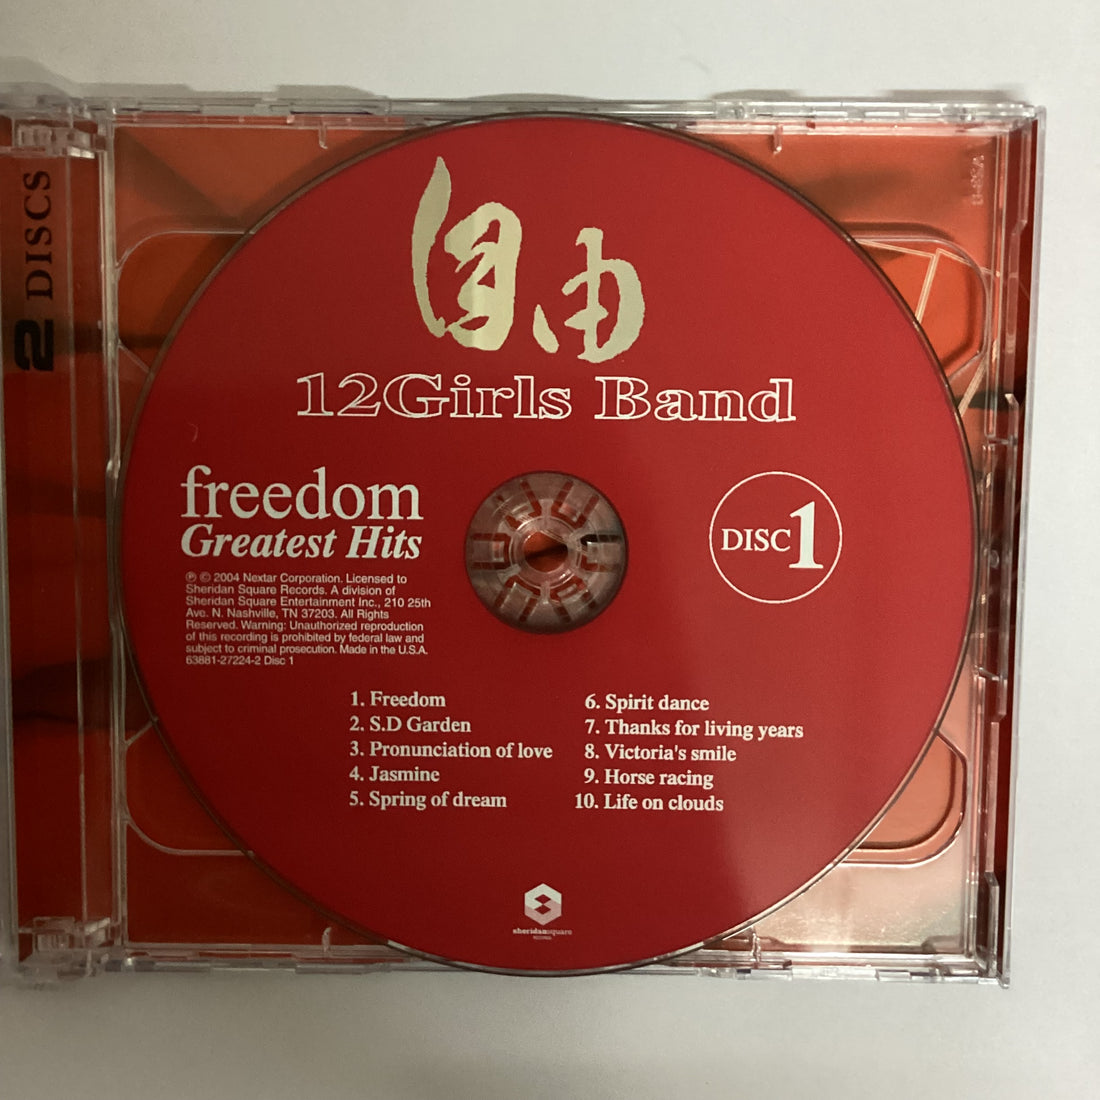 2 DISCS
自由
12Girls Band
freedom
Greatest Hits
DISC 1
℗ © 2004 Nextar Corporation. Licensed to
Sheridan Square Records. A division of
Sheridan Square Entertainment Inc., 210 25th
Ave. N. Nashville, TN 37203. All Rights
Reserved. Warning: Unauthorized reproduction
of this recording is prohibited by federal law and
subject to criminal prosecution. Made in the U.S.A.
63881-27224-2 Disc 1
1. Freedom
2. S.D Garden
3. Pronunciation of love
4. Jasmine
5. Spring of dream
6. Spirit dance
7. Thanks for living years
8. Victoria's smile
9. Horse racing
10. Life on clouds
sheridansquare
RECORDS